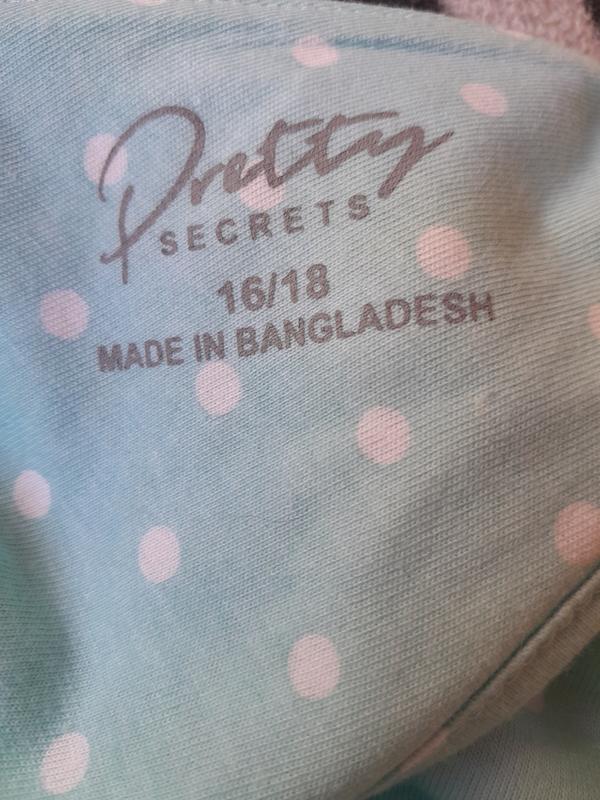 Pretty
SECRETS
16/18
MADE IN BANGLADESH